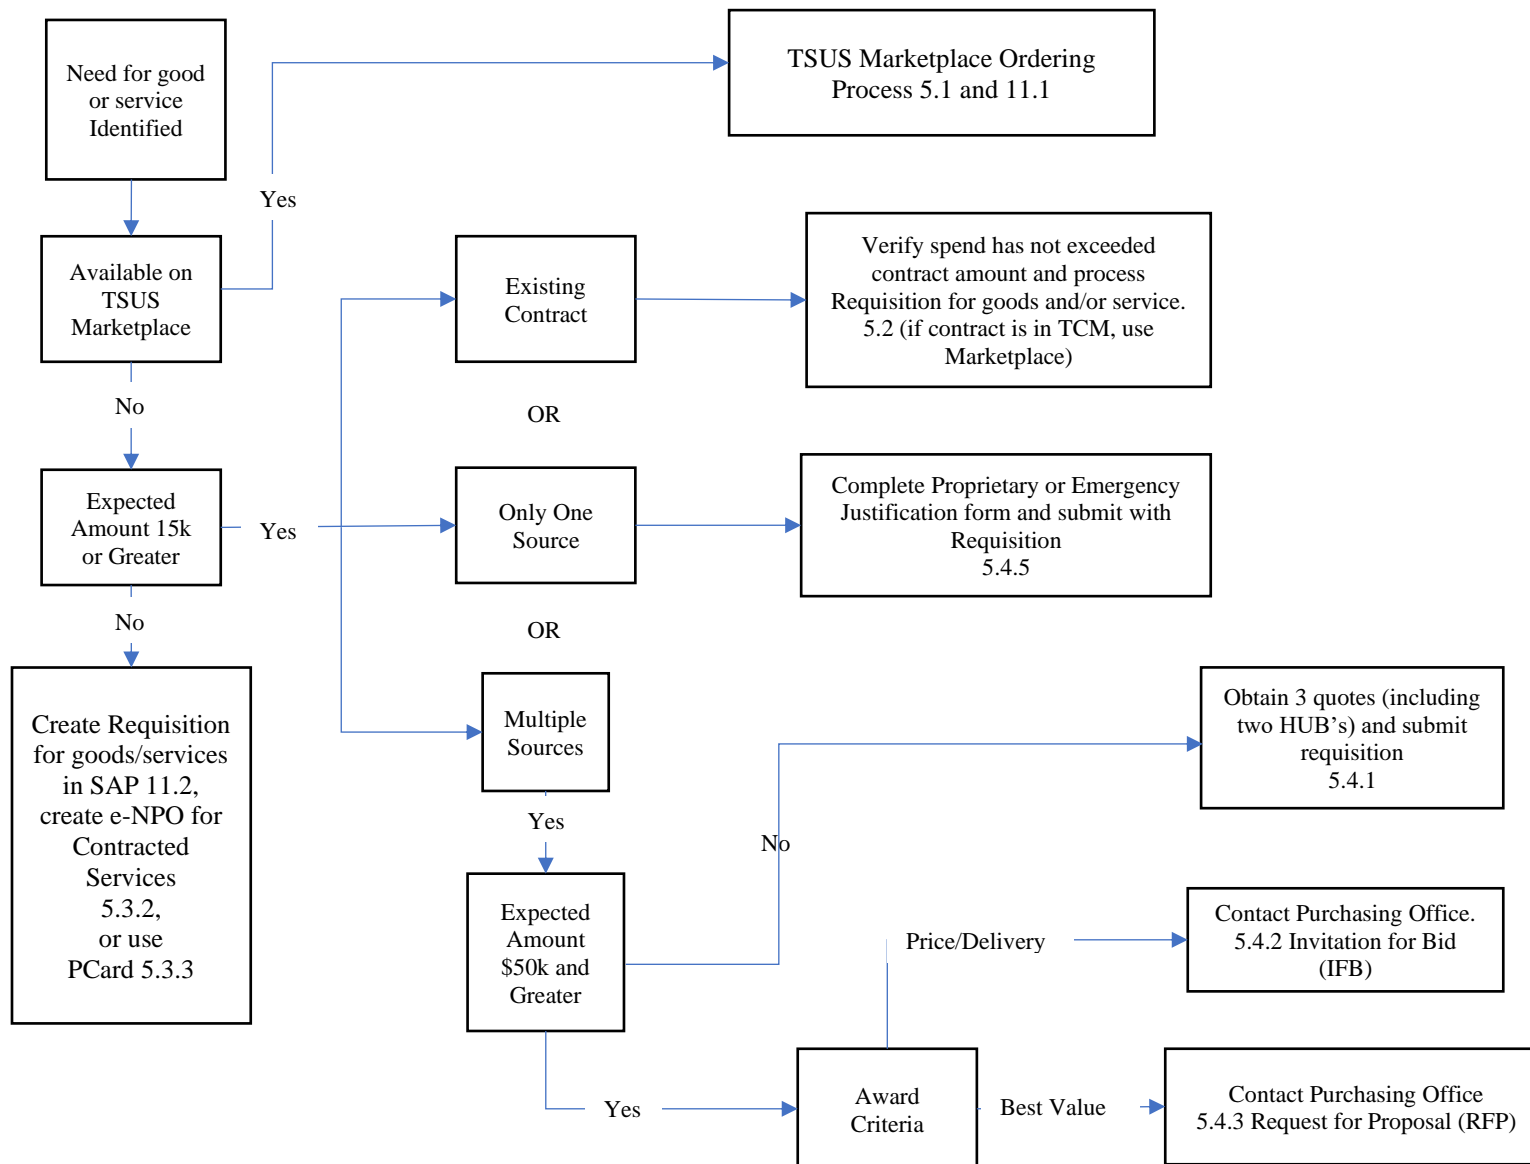 Need for good
or service
Identified
TSUS Marketplace Ordering
Process 5.1 and 11.1
Yes
Available on
TSUS
Marketplace
Existing
Contract
Verify spend has not exceeded
contract amount and process
Requisition for goods and/or service.
5.2 (if contract is in TCM, use
Marketplace)
No
OR
Expected
Amount 15k
or Greater
Yes
Only One
Source
Complete Proprietary or Emergency
Justification form and submit with
Requisition
5.4.5
No
OR
Create Requisition
for goods/services
in SAP 11.2,
create e-NPO for
Contracted
Services
5.3.2,
or use
PCard 5.3.3
Multiple
Sources
Obtain 3 quotes (including
two HUB’s) and submit
requisition
5.4.1
Yes
No
Expected
Amount
$50k and
Greater
Price/Delivery
Contact Purchasing Office.
5.4.2 Invitation for Bid
(IFB)
Yes
Award
Criteria
Best Value
Contact Purchasing Office
5.4.3 Request for Proposal (RFP)